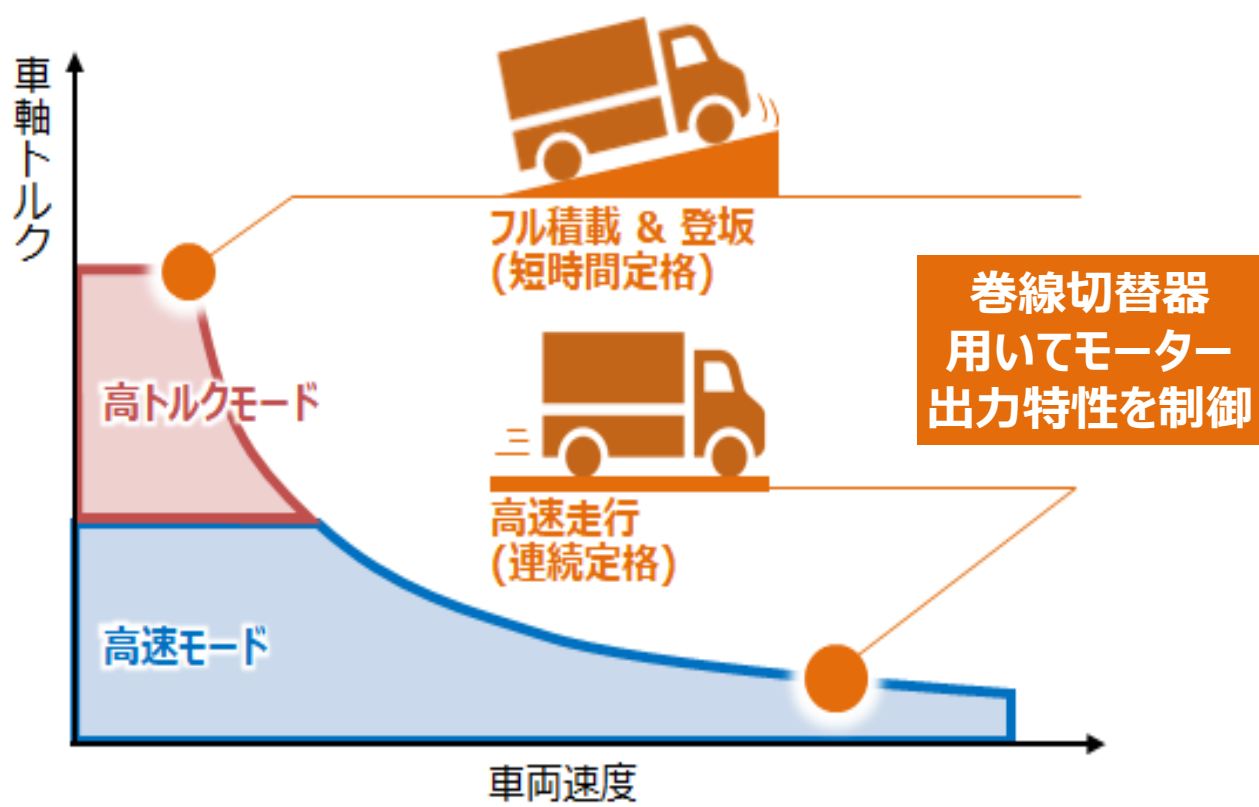 車軸トルク
フル積載 & 登坂
(短時間定格)
巻線切替器
用いてモーター
出力特性を制御
高トルクモード
高速走行
(連続定格)
高速モード
車両速度